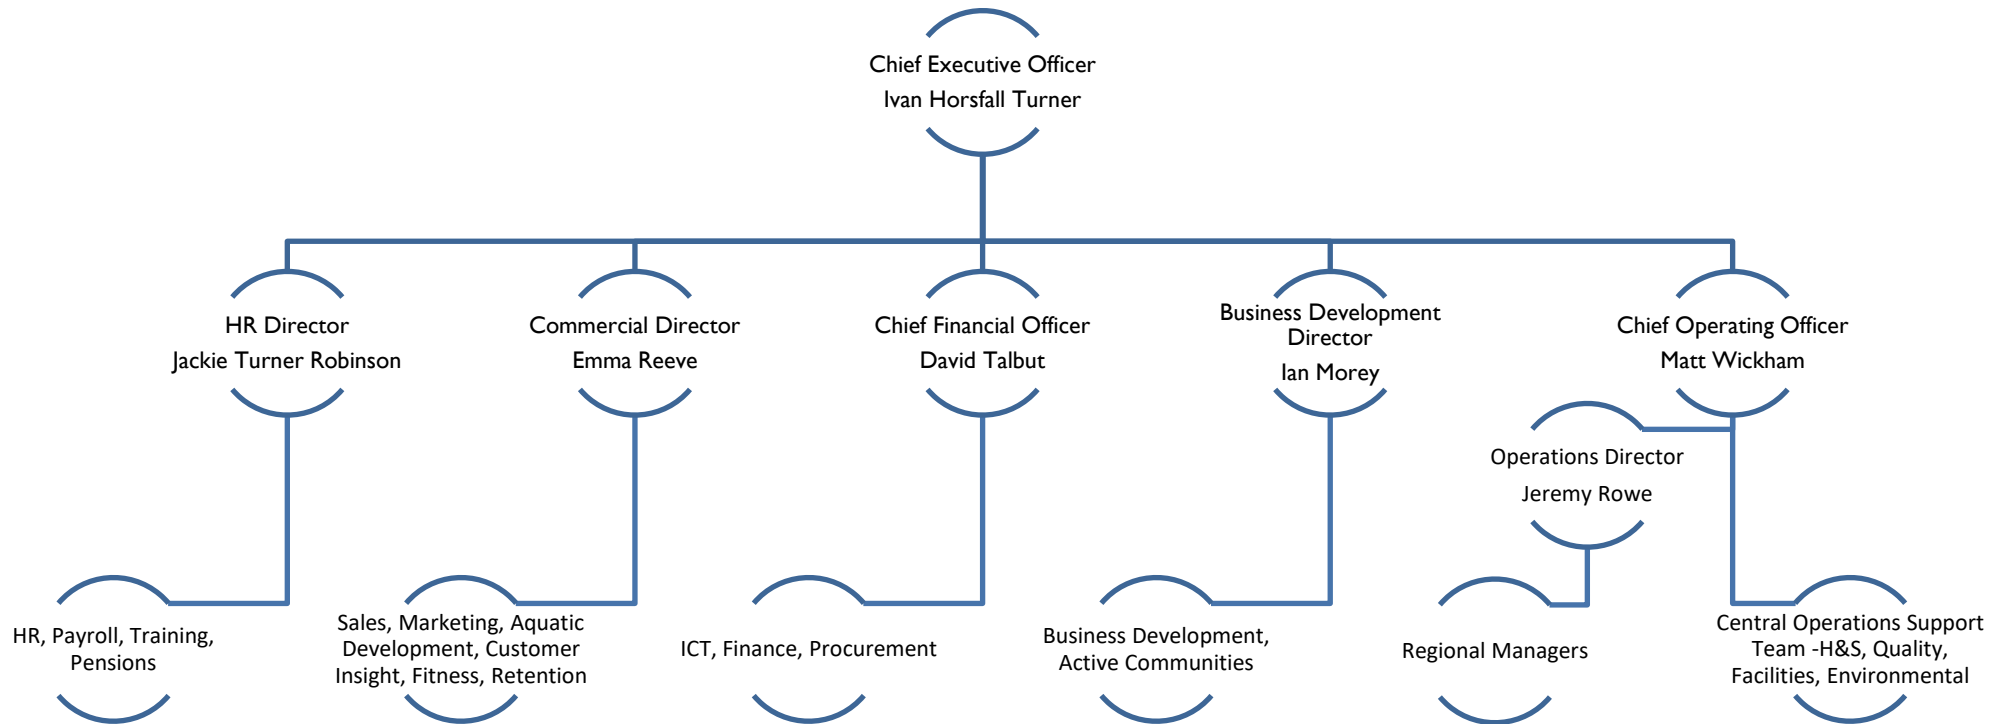 Chief Executive Officer
Ivan Horsfall Turner
HR Director
Jackie Turner Robinson
Commercial Director
Emma Reeve
Chief Financial Officer
David Talbut
Business Development
Director
Ian Morey
Chief Operating Officer
Matt Wickham
Operations Director
Jeremy Rowe
HR, Payroll, Training,
Pensions
Sales, Marketing, Aquatic
Development, Customer
Insight, Fitness, Retention
ICT, Finance, Procurement
Business Development,
Active Communities
Regional Managers
Central Operations Support
Team -H&S, Quality,
Facilities, Environmental